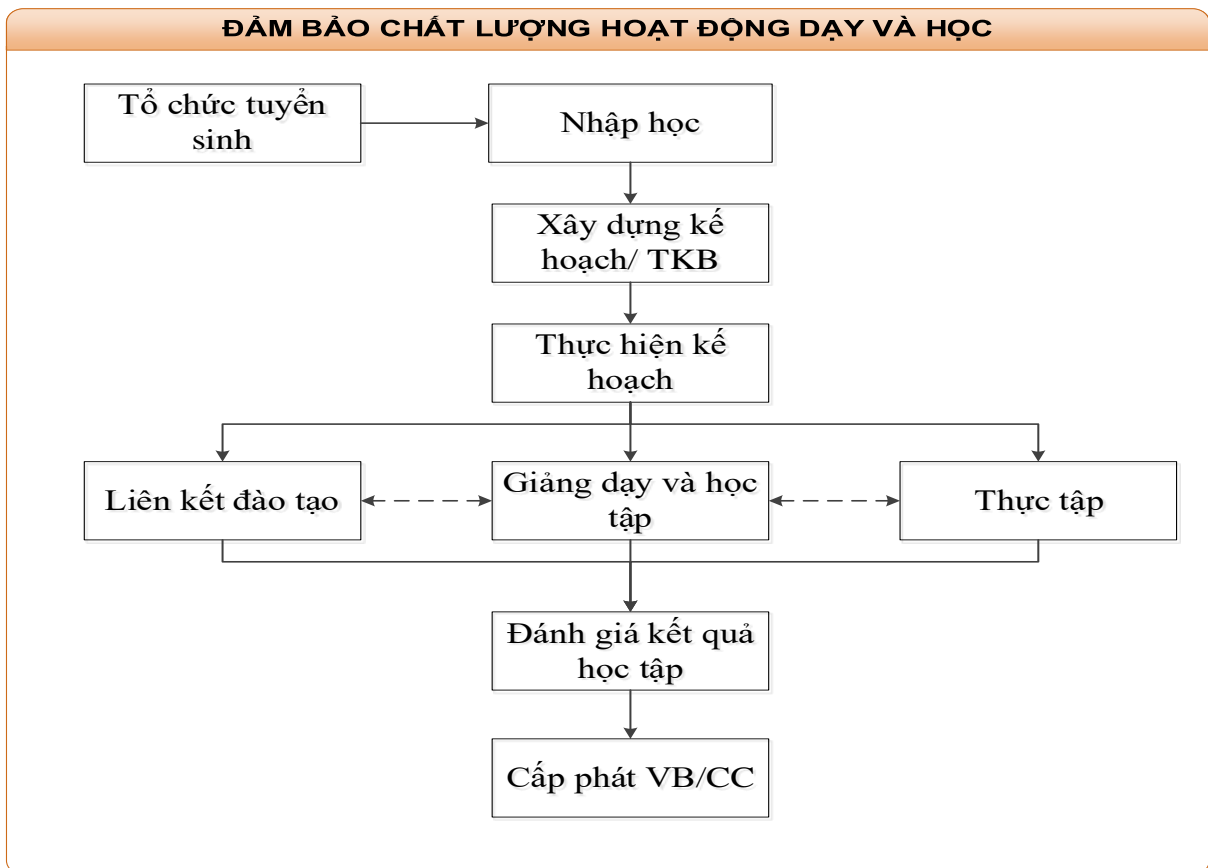 ĐẢM BẢO CHẤT LƯỢNG HOẠT ĐỘNG DẠY VÀ HỌC
Tổ chức tuyển
sinh
Nhập học
Xây dựng kế
hoạch/ TKB
Thực hiện kế
hoạch
Liên kết đào tạo
Giảng dạy và học
tập
Thực tập
Đánh giá kết quả
học tập
Cấp phát VB/CC